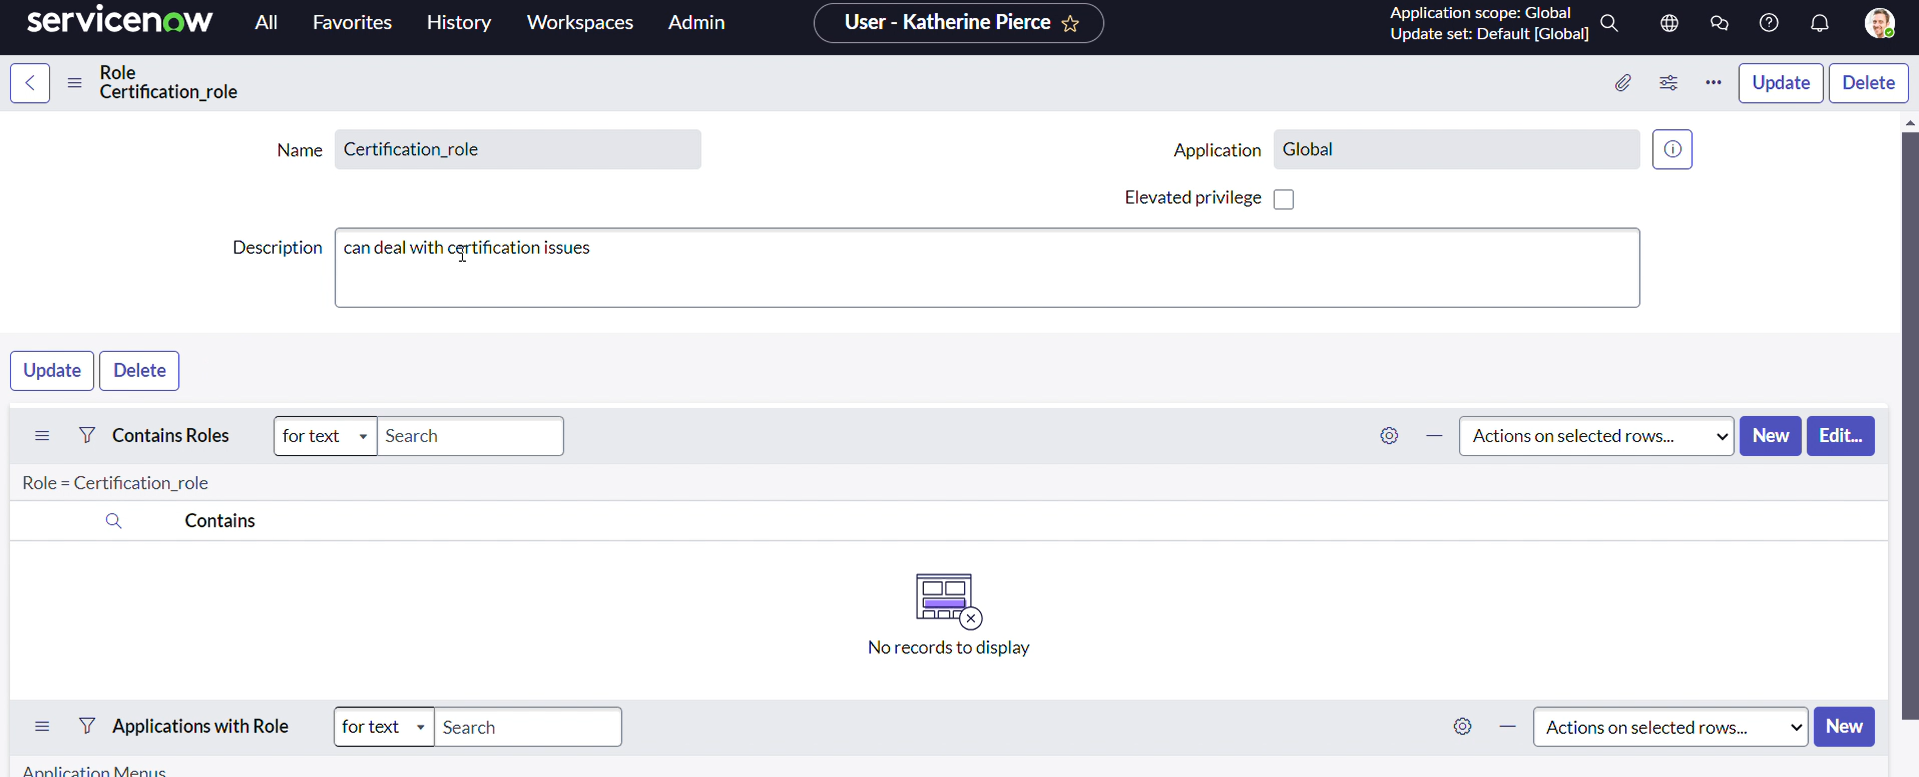 servicenow All Favorites History Workspaces Admin User - Katherine Pierce Application scope: Global
Update set: Default [Global]
Role
Certification_role
Update Delete
Name Certification_role Application Global
Elevated privilege
Description can deal with certification issues
Update Delete
Contains Roles for text Search Actions on selected rows... New Edit...
Role = Certification_role
Contains
No records to display
Applications with Role for text Search Actions on selected rows... New
Application Menus